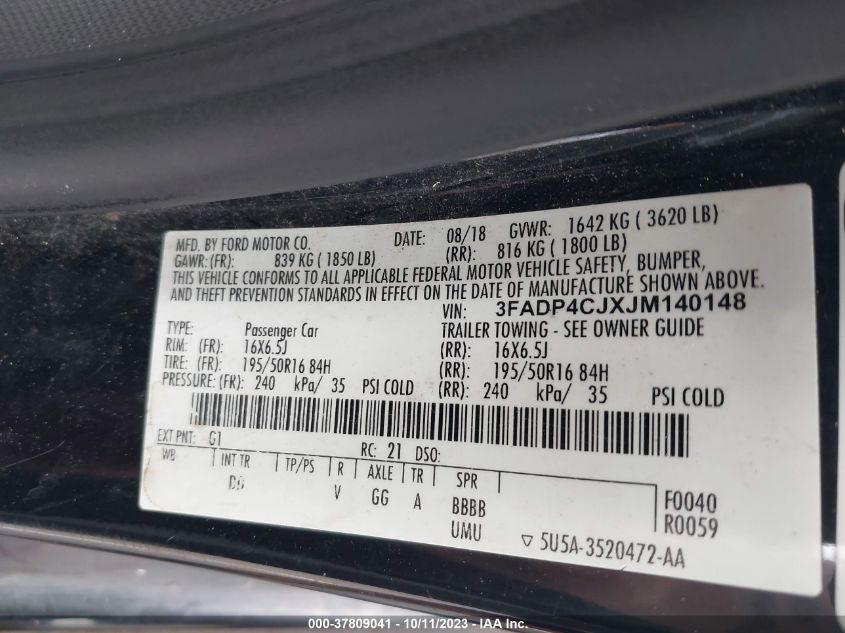 MFD. BY FORD MOTOR CO. DATE: 08/18 GVWR: 1642 KG ( 3620 LB)
GAWR: (FR): 839 KG ( 1850 LB) (RR): 816 KG ( 1800 LB)
THIS VEHICLE CONFORMS TO ALL APPLICABLE FEDERAL MOTOR VEHICLE SAFETY, BUMPER,
AND THEFT PREVENTION STANDARDS IN EFFECT ON THE DATE OF MANUFACTURE SHOWN ABOVE.
VIN: 3FADP4CJXJM140148
TYPE: Passenger Car TRAILER TOWING - SEE OWNER GUIDE
RIM: (FR): 16X6.5J (RR): 16X6.5J
TIRE: (FR): 195/50R16 84H (RR): 195/50R16 84H
PRESSURE: (FR): 240 kPa/ 35 PSI COLD (RR): 240 kPa/ 35 PSI COLD
EXT PNT: G1 RC: 21 DSO:
WB INT TR TP/PS R AXLE TR SPR F0040
DD V GG A BBBB R0059
UMU ▽ 5U5A-3520472-AA
000-37809041 - 10/11/2023 - IAA Inc.